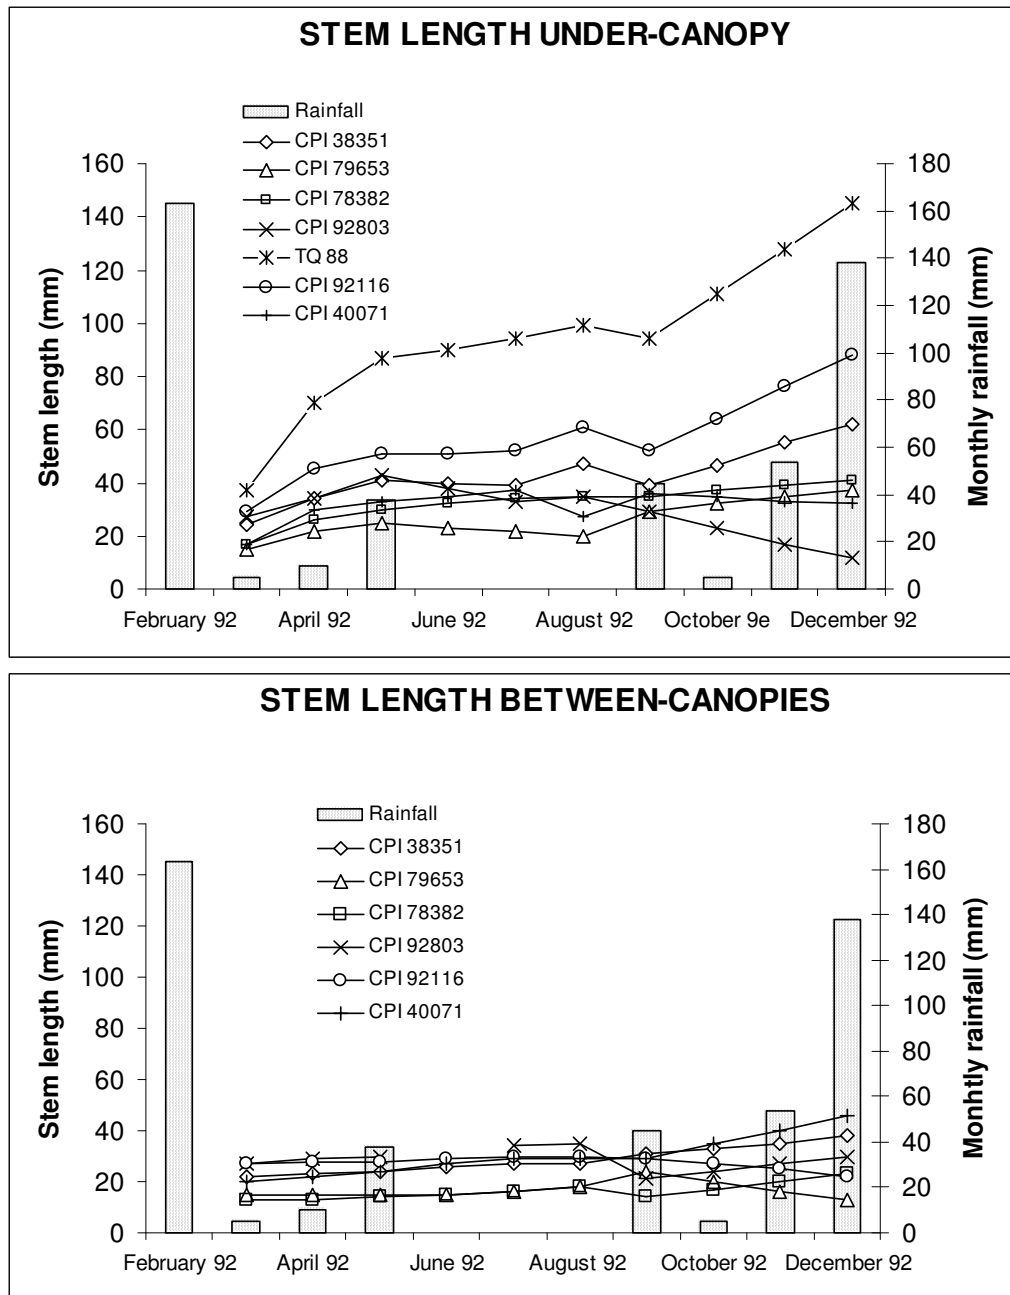 STEM LENGTH UNDER-CANOPY
Rainfall
CPI 38351
CPI 79653
CPI 78382
CPI 92803
TQ 88
CPI 92116
CPI 40071
Stem length (mm)
160
140
120
100
80
60
40
20
0
180
160
140
120
100
80
60
40
20
0
Monthly rainfall (mm)
February 92 April 92 June 92 August 92 October 9e December 92
STEM LENGTH BETWEEN-CANOPIES
Rainfall
CPI 38351
CPI 79653
CPI 78382
CPI 92803
CPI 92116
CPI 40071
Stem length (mm)
160
140
120
100
80
60
40
20
0
180
160
140
120
100
80
60
40
20
0
Monhtly rainfall (mm)
February 92 April 92 June 92 August 92 October 92 December 92